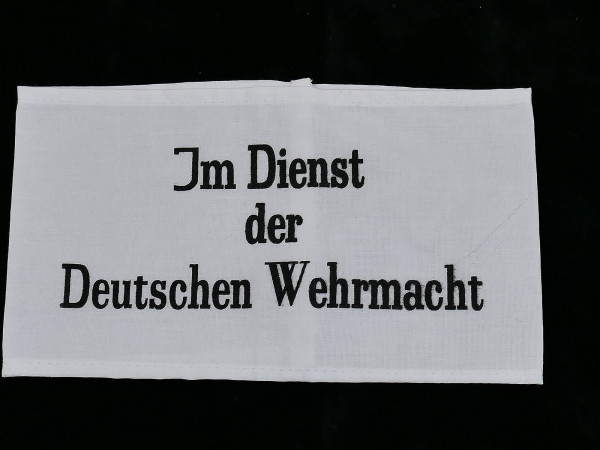 Im Dienst
der
Deutschen Wehrmacht